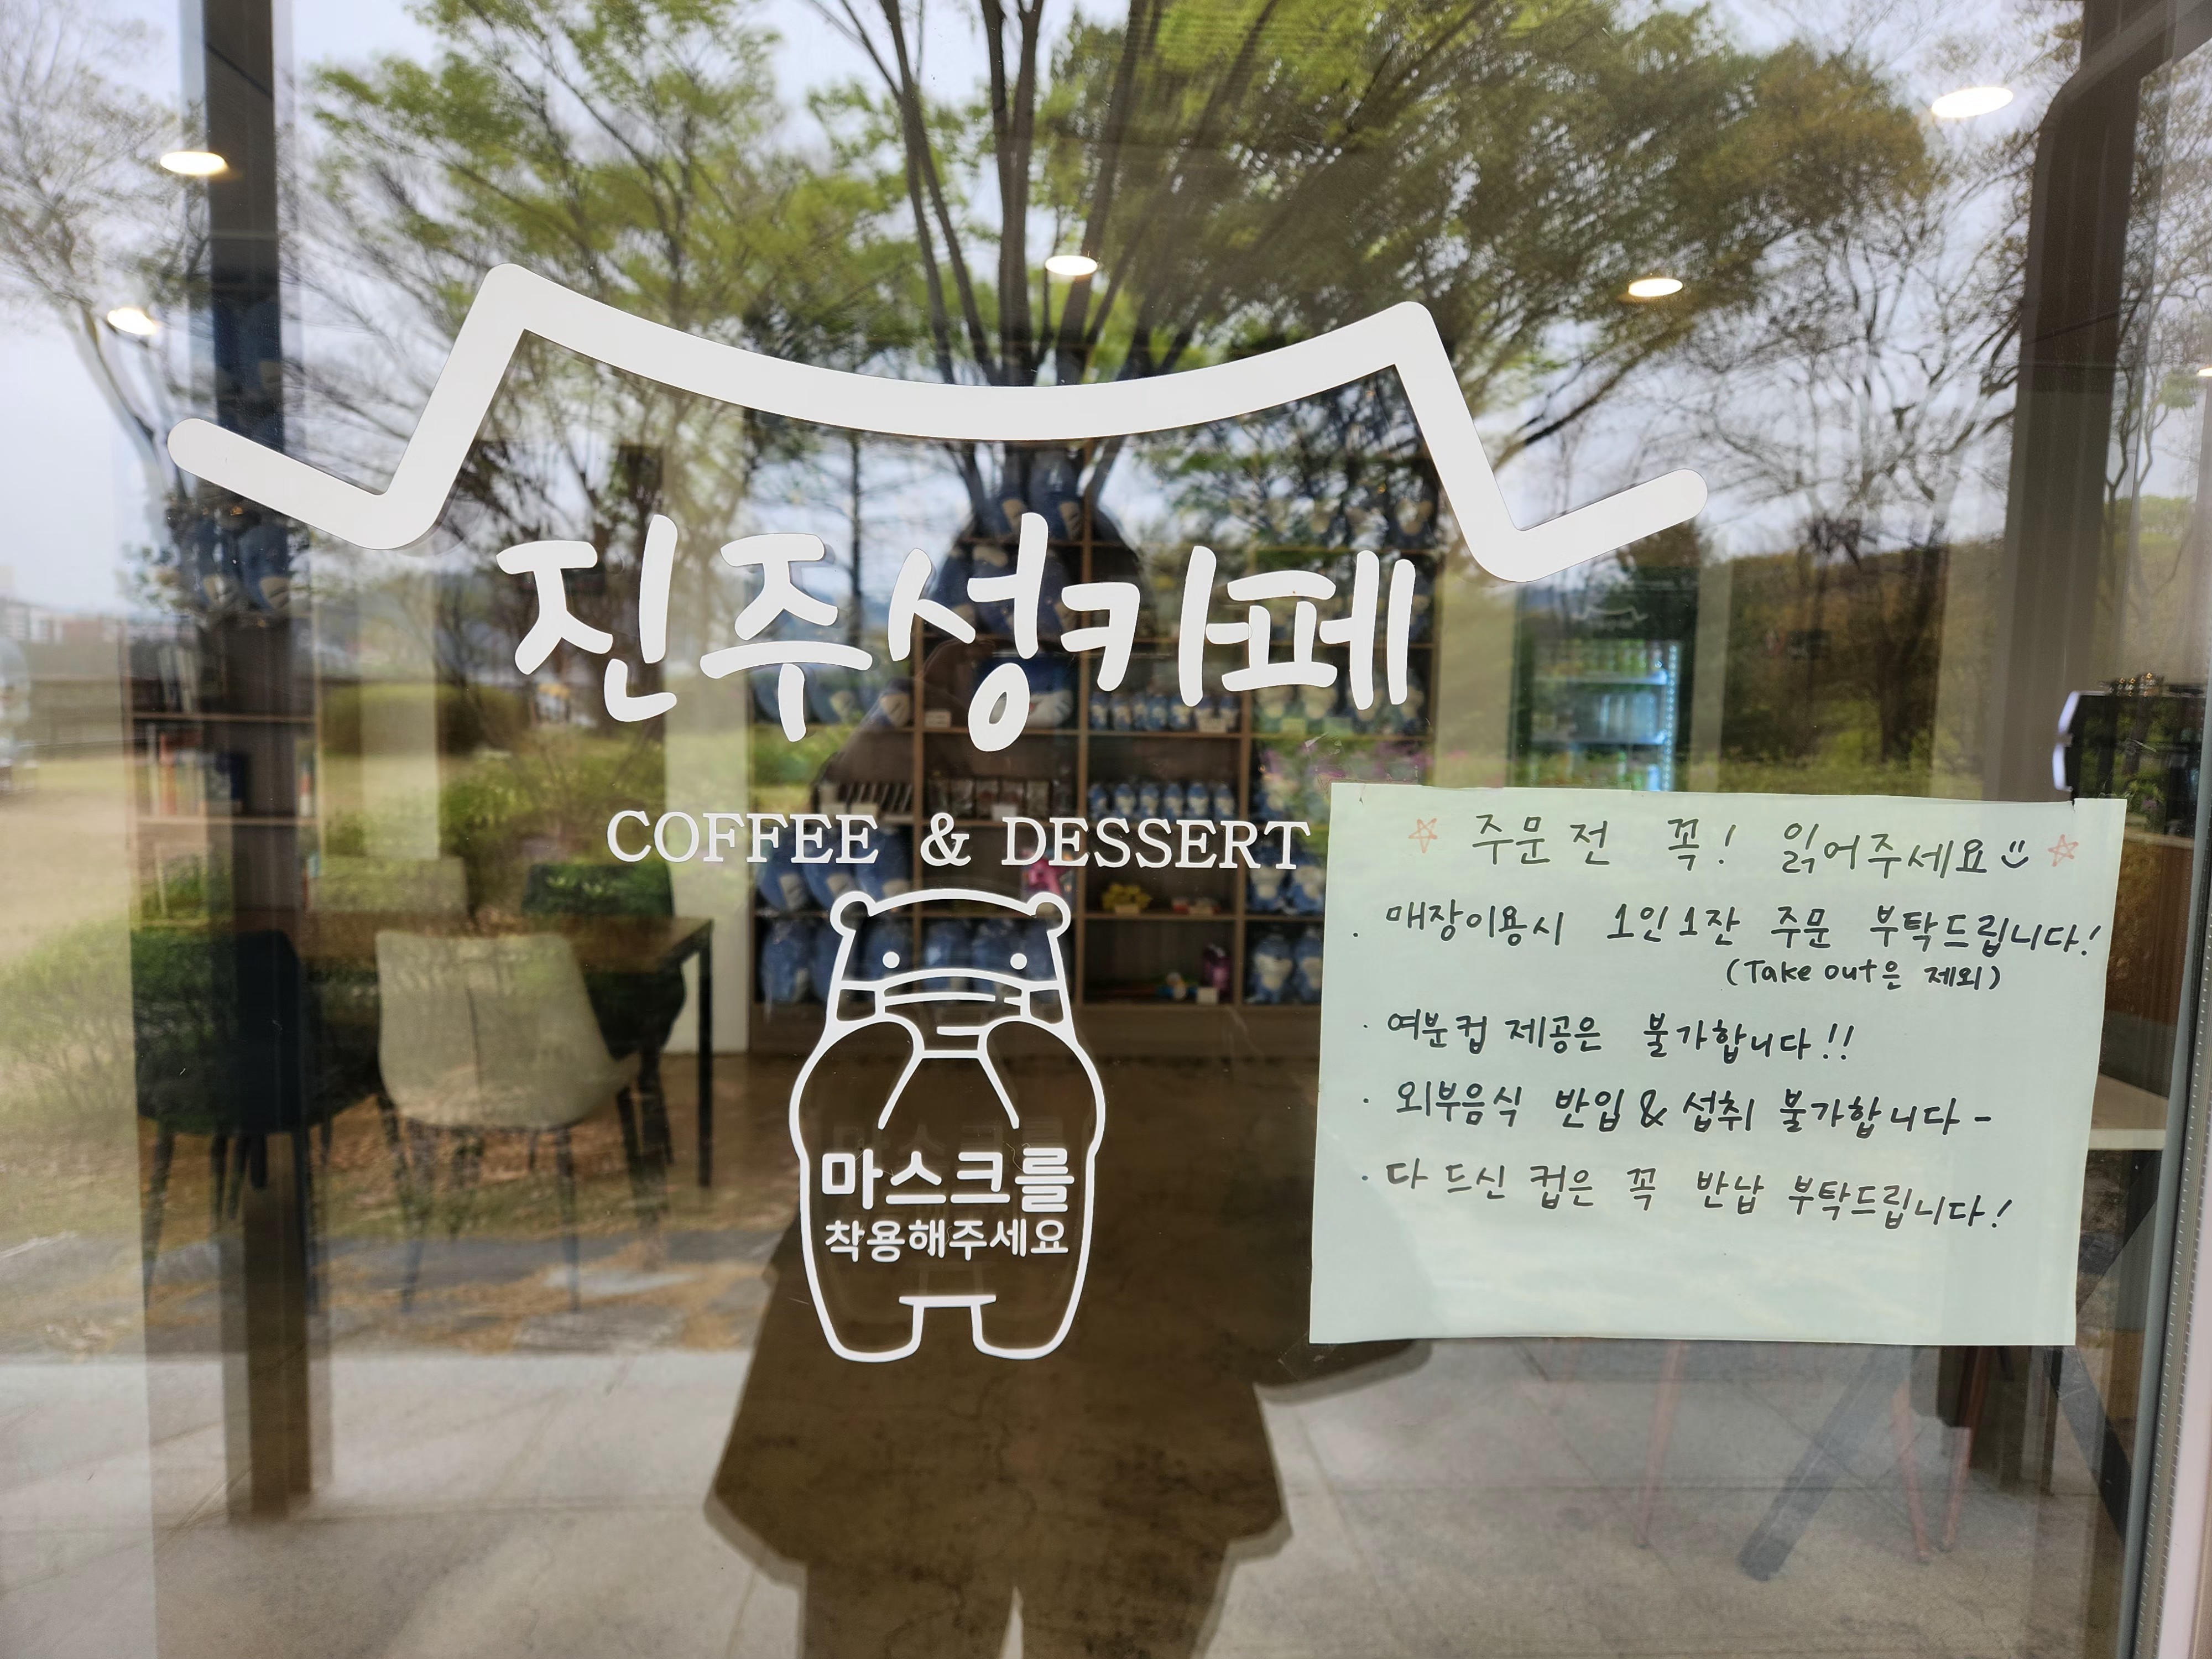 진주성카페
COFFEE & DESSERT
마스크를
착용해주세요
☆ 주문 전 꼭! 읽어주세요 ☆
· 매장이용시 1인 1잔 주문 부탁드립니다!
(Take out은 제외)
· 여분컵 제공은 불가합니다!!
· 외부음식 반입 & 섭취 불가합니다-
· 다 드신 컵은 꼭 반납 부탁드립니다!